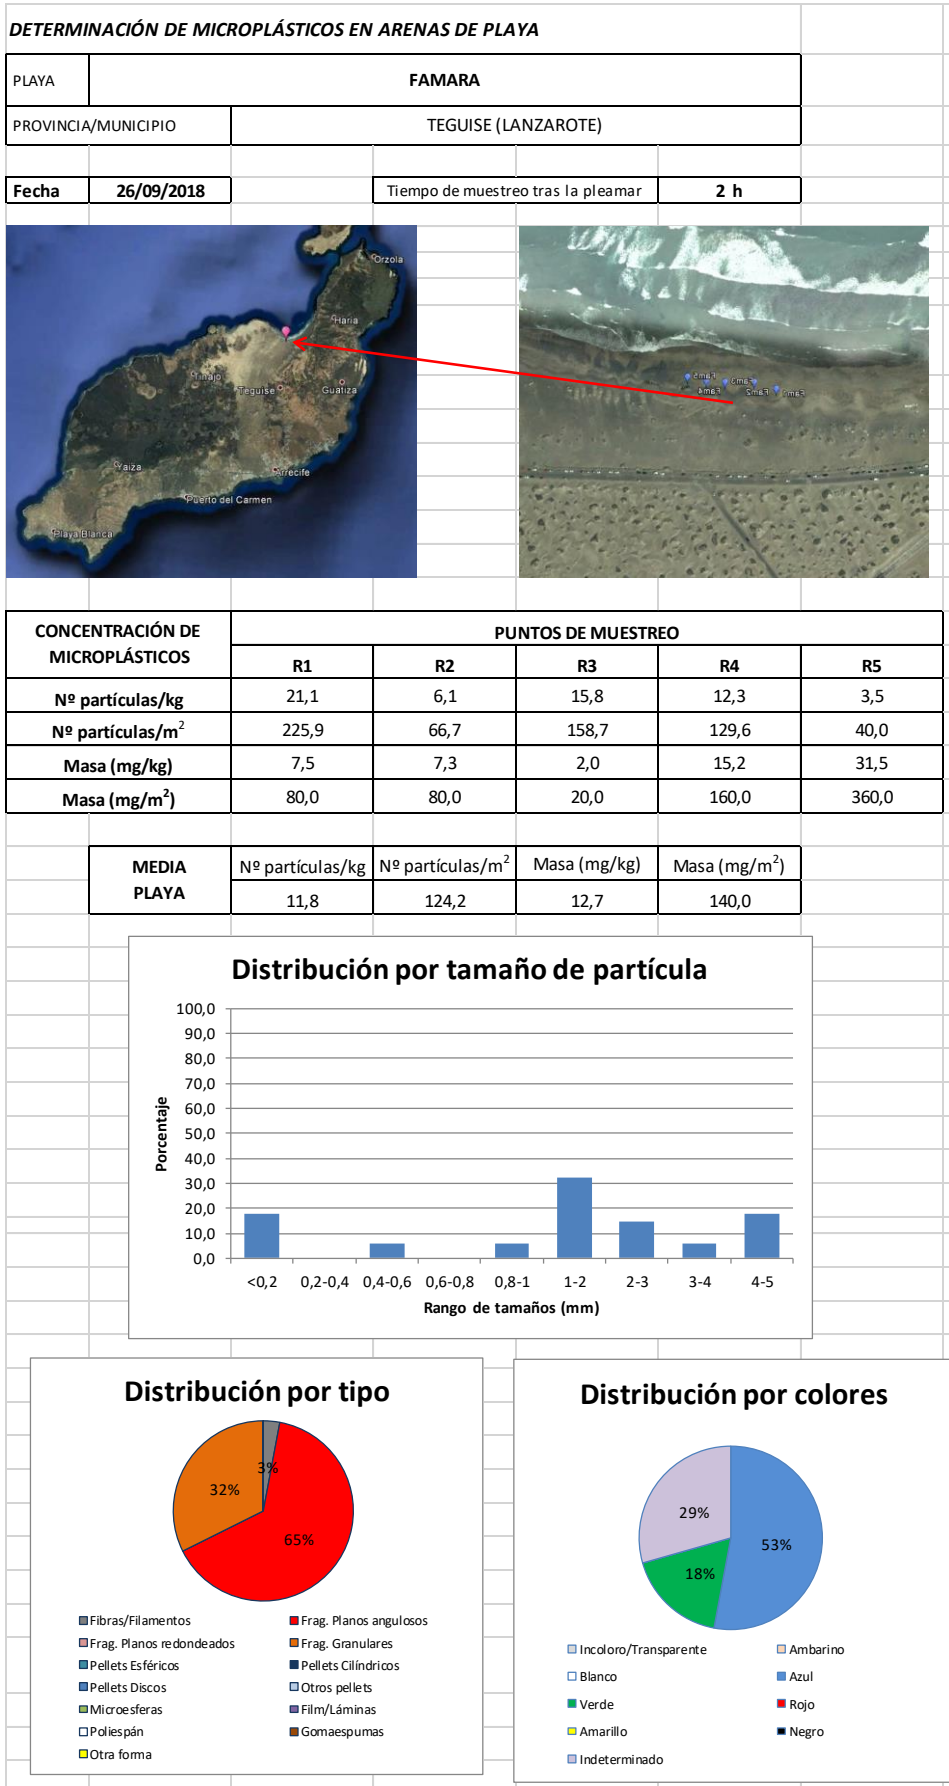 DETERMINACIÓN DE MICROPLÁSTICOS EN ARENAS DE PLAYA
PLAYA FAMARA
PROVINCIA/MUNICIPIO TEGUISE (LANZAROTE)
Fecha 26/09/2018 Tiempo de muestreo tras la pleamar 2 h
Orzola
Haria
Tinajo
Teguise
Guatiza
Yaiza
Arrecife
Puerto del Carmen
Playa Blanca
Fam5
Fam4
Fam3
Fam2
Fam1
CONCENTRACIÓN DE MICROPLÁSTICOS PUNTOS DE MUESTREO
R1 R2 R3 R4 R5
Nº partículas/kg 21,1 6,1 15,8 12,3 3,5
Nº partículas/m² 225,9 66,7 158,7 129,6 40,0
Masa (mg/kg) 7,5 7,3 2,0 15,2 31,5
Masa (mg/m²) 80,0 80,0 20,0 160,0 360,0
MEDIA PLAYA Nº partículas/kg Nº partículas/m² Masa (mg/kg) Masa (mg/m²)
11,8 124,2 12,7 140,0
Distribución por tamaño de partícula
100,0
90,0
80,0
70,0
60,0
50,0
40,0
30,0
20,0
10,0
0,0
Porcentaje
<0,2 0,2-0,4 0,4-0,6 0,6-0,8 0,8-1 1-2 2-3 3-4 4-5
Rango de tamaños (mm)
Distribución por tipo
3%
32%
65%
Fibras/Filamentos Frag. Planos angulosos
Frag. Planos redondeados Frag. Granulares
Pellets Esféricos Pellets Cilíndricos
Pellets Discos Otros pellets
Microesferas Film/Láminas
Poliespán Gomaespumas
Otra forma
Distribución por colores
29%
53%
18%
Incoloro/Transparente Ambarino
Blanco Azul
Verde Rojo
Amarillo Negro
Indeterminado